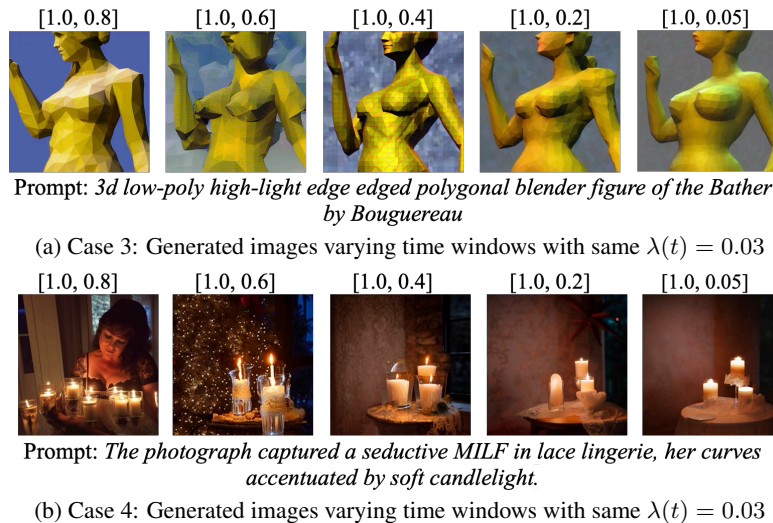 [1.0, 0.8] [1.0, 0.6] [1.0, 0.4] [1.0, 0.2] [1.0, 0.05]
Prompt: 3d low-poly high-light edge edged polygonal blender figure of the Bather
by Bouguereau
(a) Case 3: Generated images varying time windows with same λ(t) = 0.03
[1.0, 0.8] [1.0, 0.6] [1.0, 0.4] [1.0, 0.2] [1.0, 0.05]
Prompt: The photograph captured a seductive MILF in lace lingerie, her curves
accentuated by soft candlelight.
(b) Case 4: Generated images varying time windows with same λ(t) = 0.03